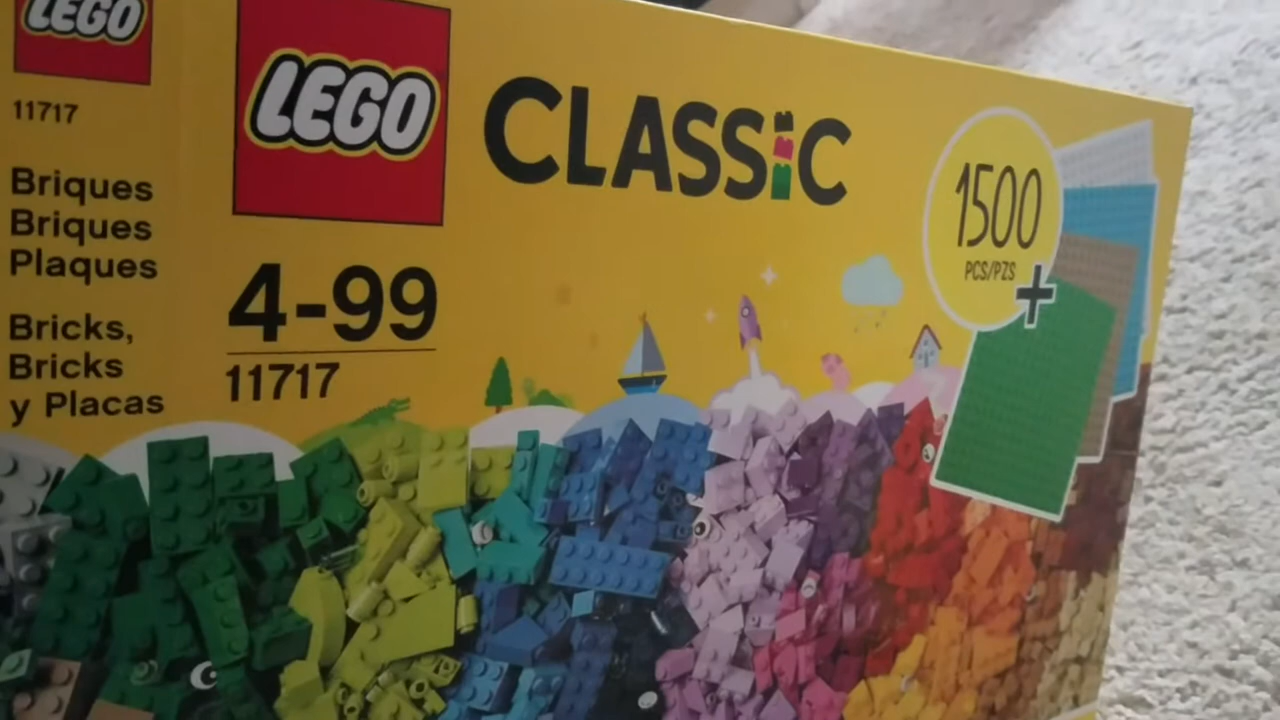 LEGO
11717
Briques
Briques
Plaques
Bricks,
Bricks
y Placas
LEGO
CLASSiC
4-99
11717
1500
PCS/PZS
+